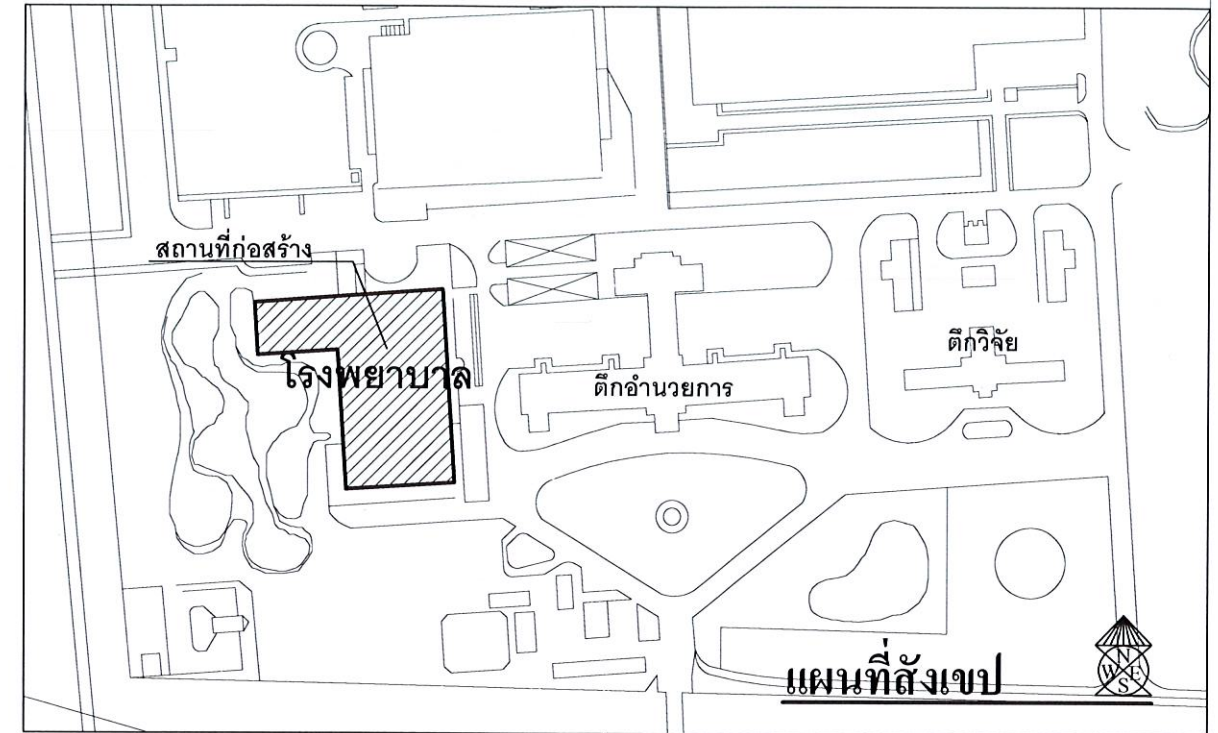 สถานที่ก่อสร้าง
โรงพยาบาล
ตึกอำนวยการ
ตึกวิจัย
แผนที่สังเขป
N
W E
S